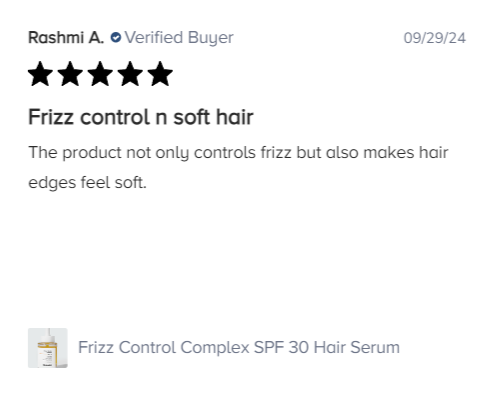 Rashmi A. Verified Buyer 09/29/24
Frizz control n soft hair
The product not only controls frizz but also makes hair
edges feel soft.
Frizz Control Complex SPF 30 Hair Serum